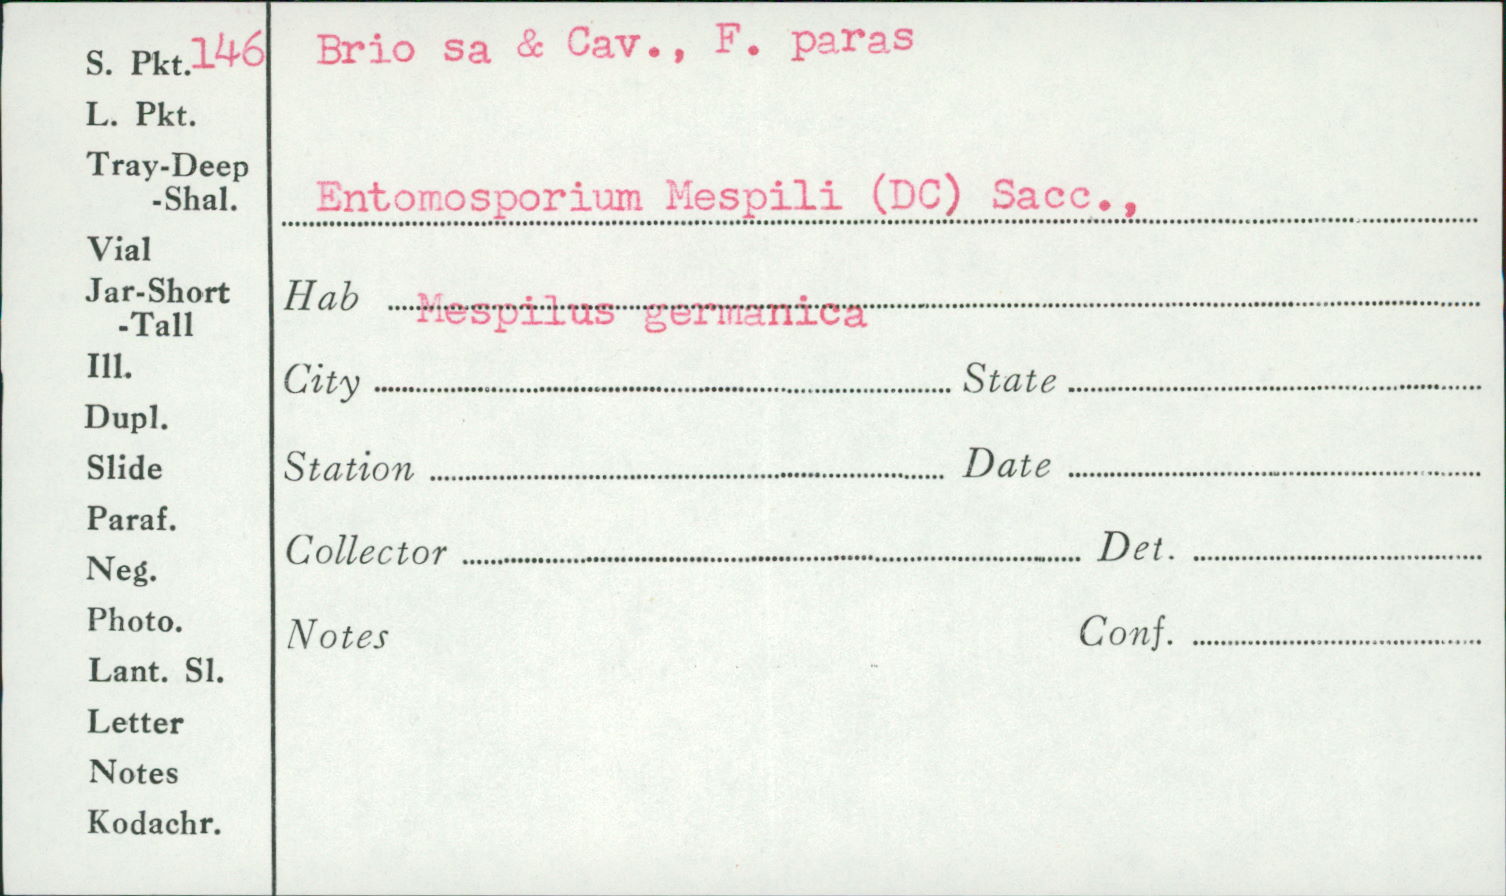 S. Pkt. 146
L. Pkt.
Tray-Deep
-Shal.
Vial
Jar-Short
-Tall
Ill.
Dupl.
Slide
Paraf.
Neg.
Photo.
Lant. Sl.
Letter
Notes
Kodachr.
Brio sa & Cav., F. paras
Entomosporium Mespili (DC) Sacc.,
Hab Mespilus germanica
City State
Station Date
Collector Det.
Notes Conf.